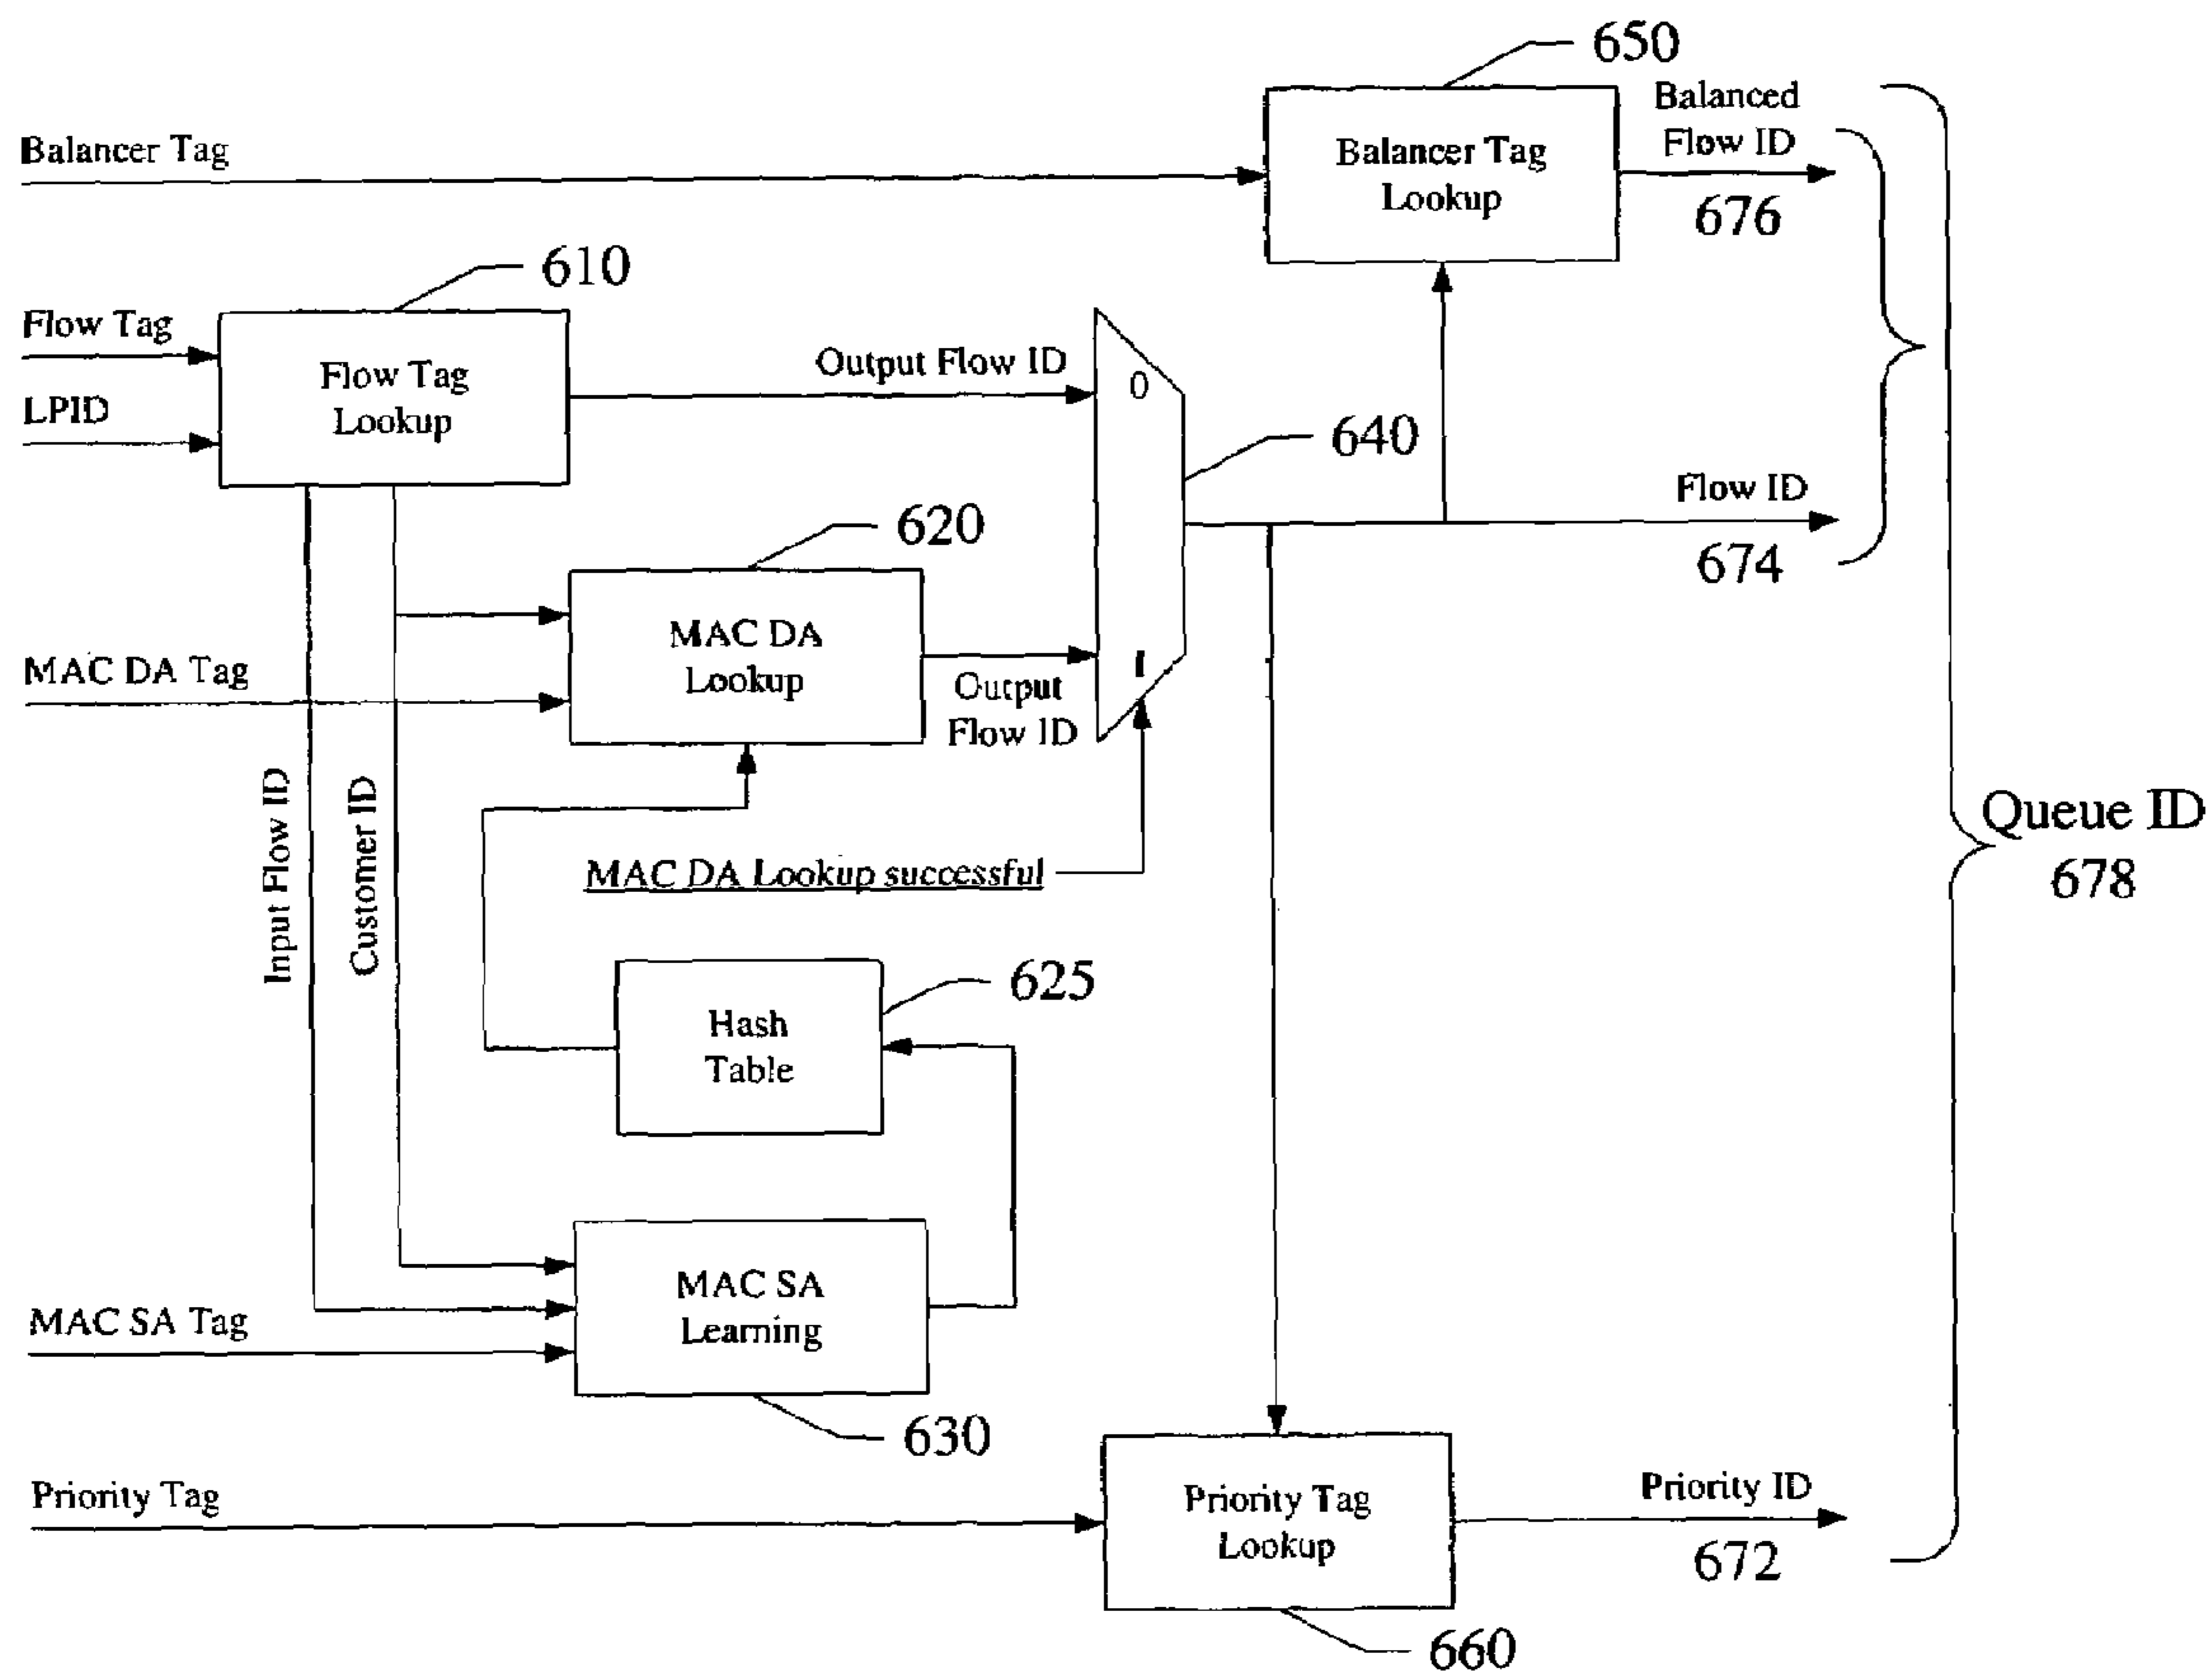 650
Balanced
Flow ID
676
Balancer Tag
Balancer Tag
Lookup
610
Flow Tag
LPID
Flow Tag
Lookup
Output Flow ID
0
640
Flow ID
674
620
MAC DA Tag
MAC DA
Lookup
Output
Flow ID
1
Input Flow ID
Customer ID
MAC DA Lookup successful
Queue ID
678
625
Hash
Table
MAC SA Tag
MAC SA
Learning
630
Priority Tag
Priority Tag
Lookup
Priority ID
672
660